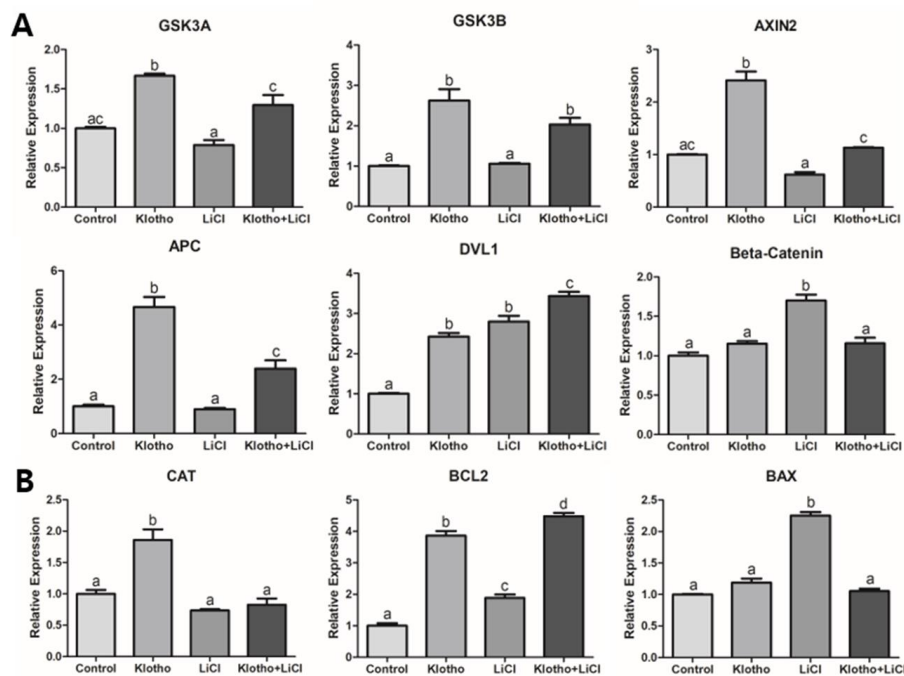 A
GSK3A
Relative Expression
2.0
1.5
1.0
0.5
0.0
ac
b
a
c
Control Klotho LiCl Klotho+LiCl
GSK3B
Relative Expression
4
3
2
1
0
a
b
a
b
Control Klotho LiCl Klotho+LiCl
AXIN2
Relative Expression
3
2
1
0
ac
b
a
c
Control Klotho LiCl Klotho+LiCl
APC
Relative Expression
6
4
2
0
a
b
a
c
Control Klotho LiCl Klotho+LiCl
DVL1
Relative Expression
4
3
2
1
0
a
b
b
c
Control Klotho LiCl Klotho+LiCl
Beta-Catenin
Relative Expression
2.0
1.5
1.0
0.5
0.0
a
a
b
a
Control Klotho LiCl Klotho+LiCl
B
CAT
Relative Expression
2.5
2.0
1.5
1.0
0.5
0.0
a
b
a
a
Control Klotho LiCl Klotho+LiCl
BCL2
Relative Expression
5
4
3
2
1
0
a
b
c
d
Control Klotho LiCl Klotho+LiCl
BAX
Relative Expression
2.5
2.0
1.5
1.0
0.5
0.0
a
a
b
a
Control Klotho LiCl Klotho+LiCl